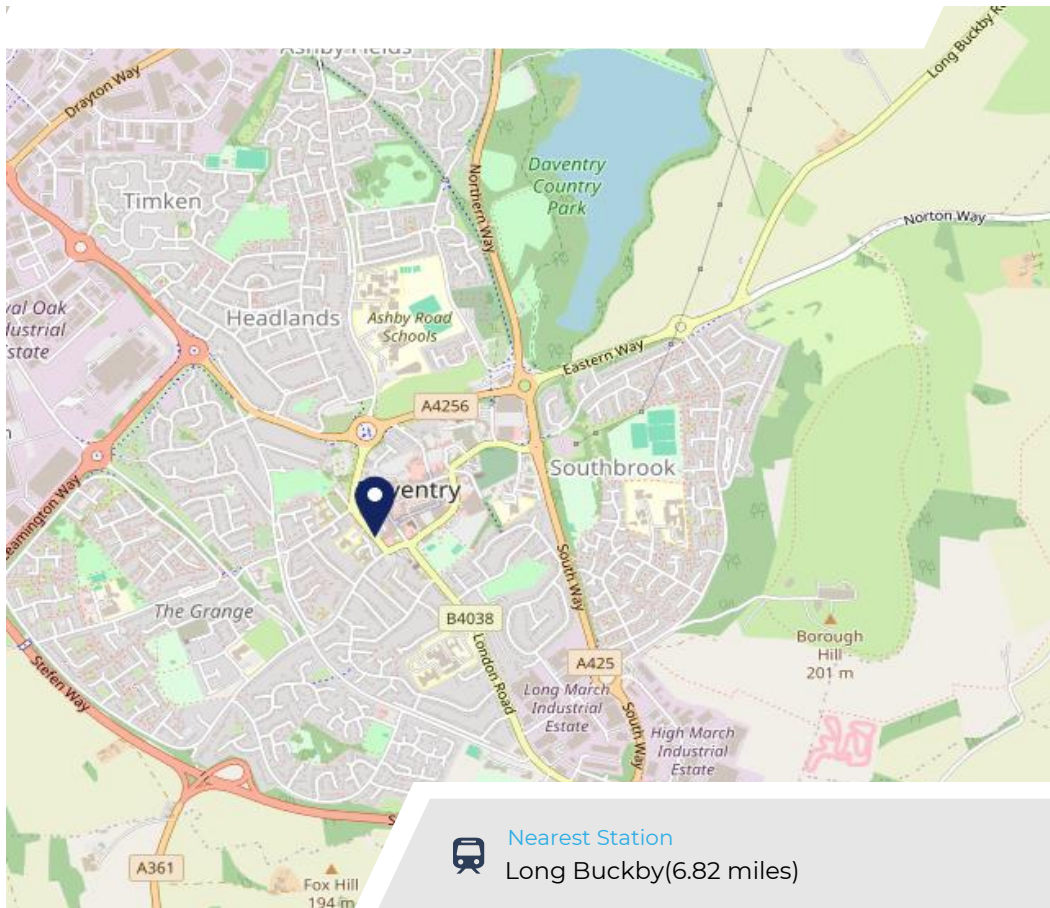 Ashby Fields
Long Buckby R
Drayton Way
Northern Way
Daventry
Country
Park
Timken
Norton Way
yal Oak
dustrial
state
Headlands
Ashby Road
Schools
Eastern Way
A4256
Southbrook
ventry
Leamington Way
South Way
The Grange
B4038
Borough
Hill
201 m
London Road
A425
Stefen Way
Long March
Industrial
Estate
South Way
High March
Industrial
Estate
S
A361
Fox Hill
194 m
Nearest Station
Long Buckby(6.82 miles)